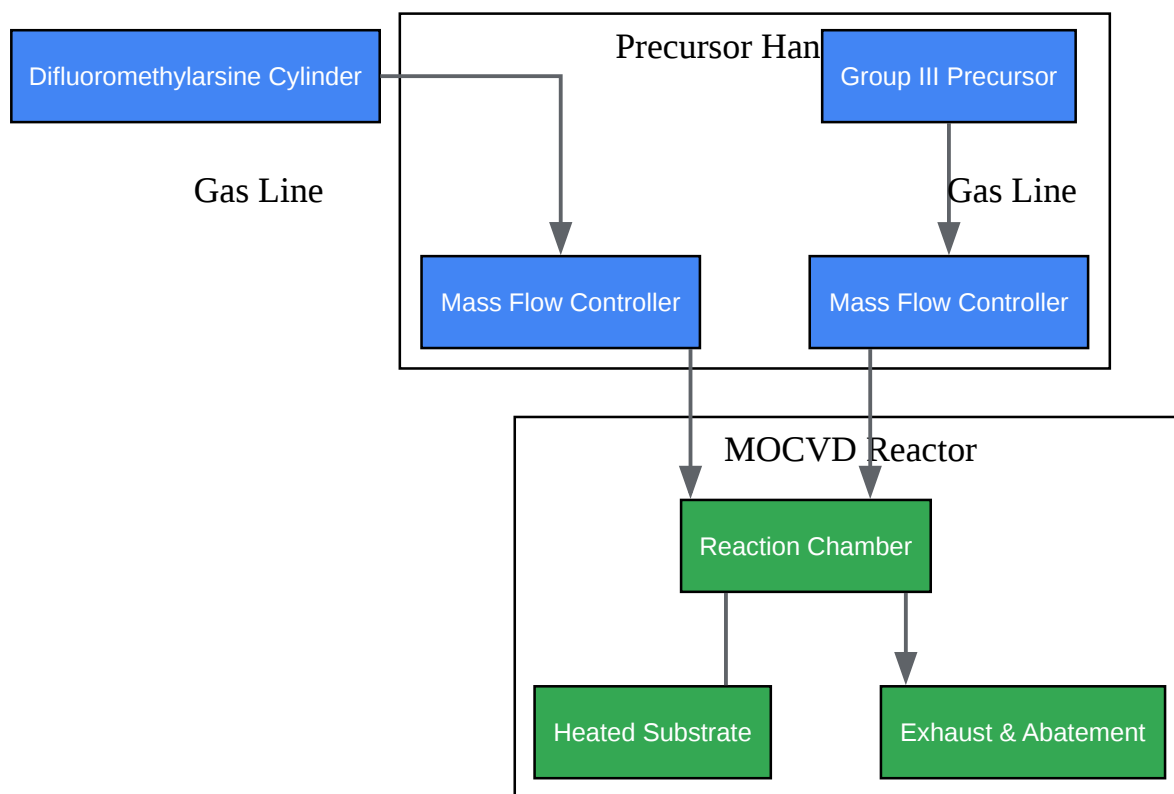 Precursor Han
Difluoromethylarsine Cylinder
Group III Precursor
Gas Line
Gas Line
Mass Flow Controller
Mass Flow Controller
MOCVD Reactor
Reaction Chamber
Heated Substrate
Exhaust & Abatement